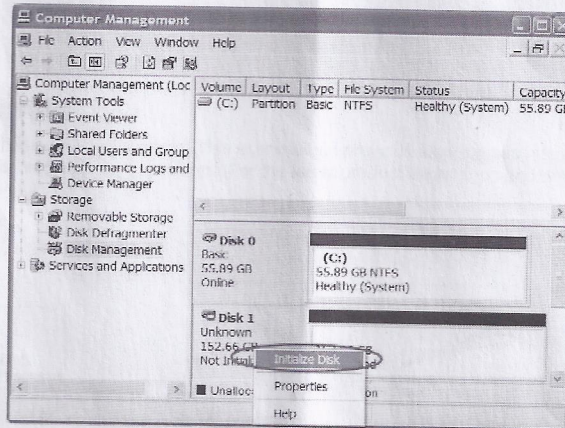 Computer Management
File Action View Window Help
Computer Management (Loc
System Tools
Event Viewer
Shared Folders
Local Users and Group
Performance Logs and
Device Manager
Storage
Removable Storage
Disk Defragmenter
Disk Management
Services and Applications
Volume Layout Type File System Status Capacity
(C:) Partition Basic NTFS Healthy (System) 55.89 GB
Disk 0
Basic
55.89 GB
Online
(C:)
55.89 GB NTFS
Healthy (System)
Disk 1
Unknown
152.66 GB
Not Initial
Initialize Disk
Properties
Help
Unalloc